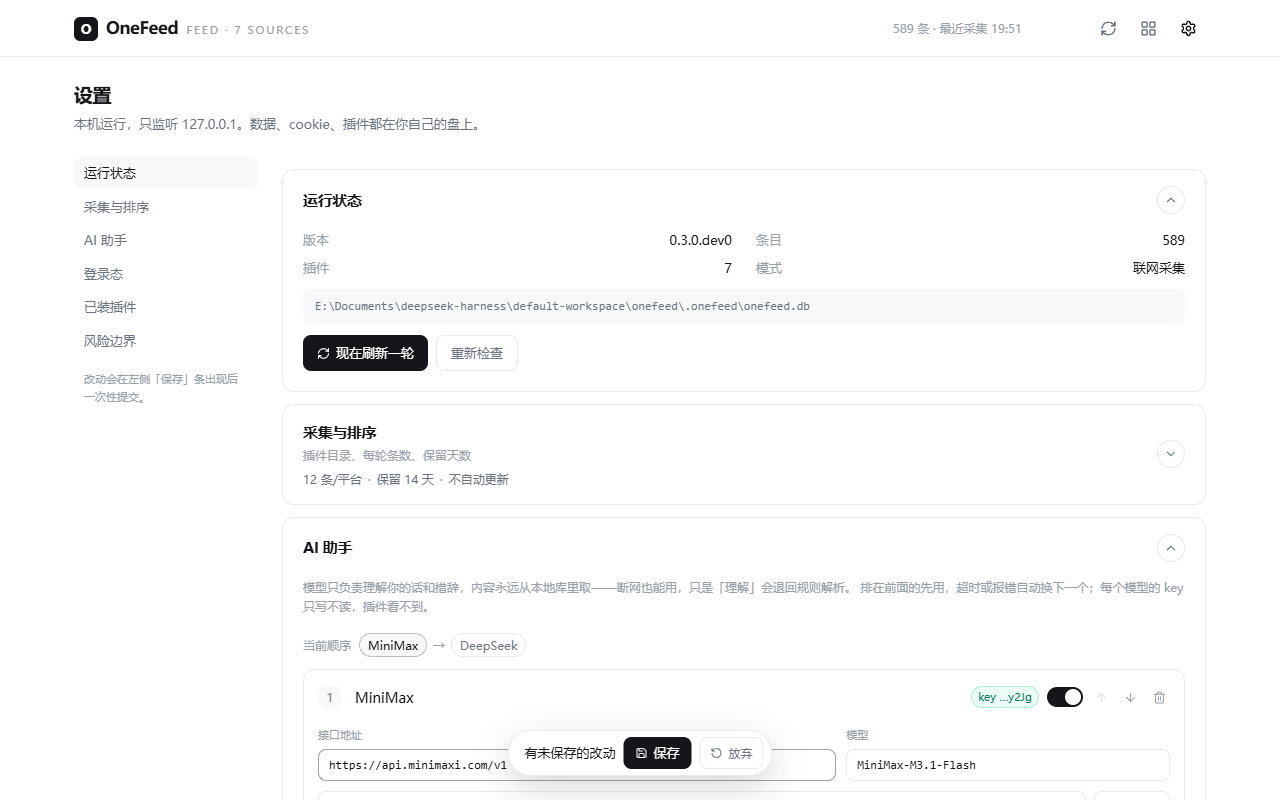 O OneFeed FEED · 7 SOURCES
589 条 · 最近采集 19:51
设置
本机运行，只监听 127.0.0.1。数据、cookie、插件都在你自己的盘上。
运行状态
采集与排序
AI 助手
登录态
已装插件
风险边界
改动会在左侧「保存」条出现后
一次性提交。
运行状态
版本 0.3.0.dev0 条目 589
插件 7 模式 联网采集
E:\Documents\deepseek-harness\default-workspace\onefeed\.onefeed\onefeed.db
现在刷新一轮 重新检查
采集与排序
插件目录、每轮条数、保留天数
12 条/平台 · 保留 14 天 · 不自动更新
AI 助手
模型只负责理解你的话和措辞，内容永远从本地库里取——断网也能用，只是「理解」会退回规则解析。 排在前面的先用，超时或报错自动换下一个；每个模型的 key
只写不读，插件看不到。
当前顺序 MiniMax → DeepSeek
1 MiniMax key …y2Jg
接口地址 模型
https://api.minimaxi.com/v1 MiniMax-M3.1-Flash
有未保存的改动 保存 放弃